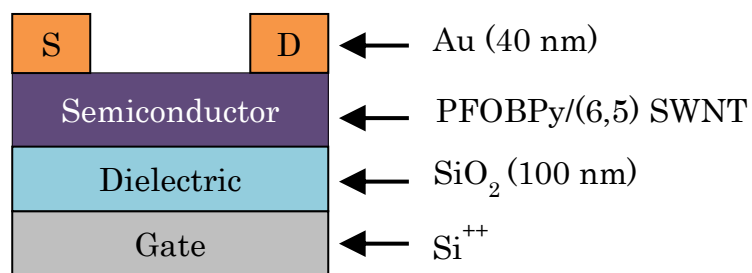 S D Au (40 nm)
Semiconductor PFOBPy/(6,5) SWNT
Dielectric SiO₂ (100 nm)
Gate Si⁺⁺